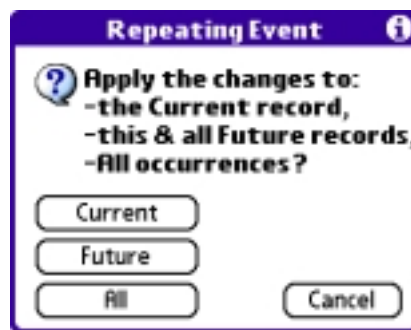 Repeating Event
Apply the changes to:
-the Current record,
-this & all Future records,
-All occurrences?
Current
Future
All
Cancel